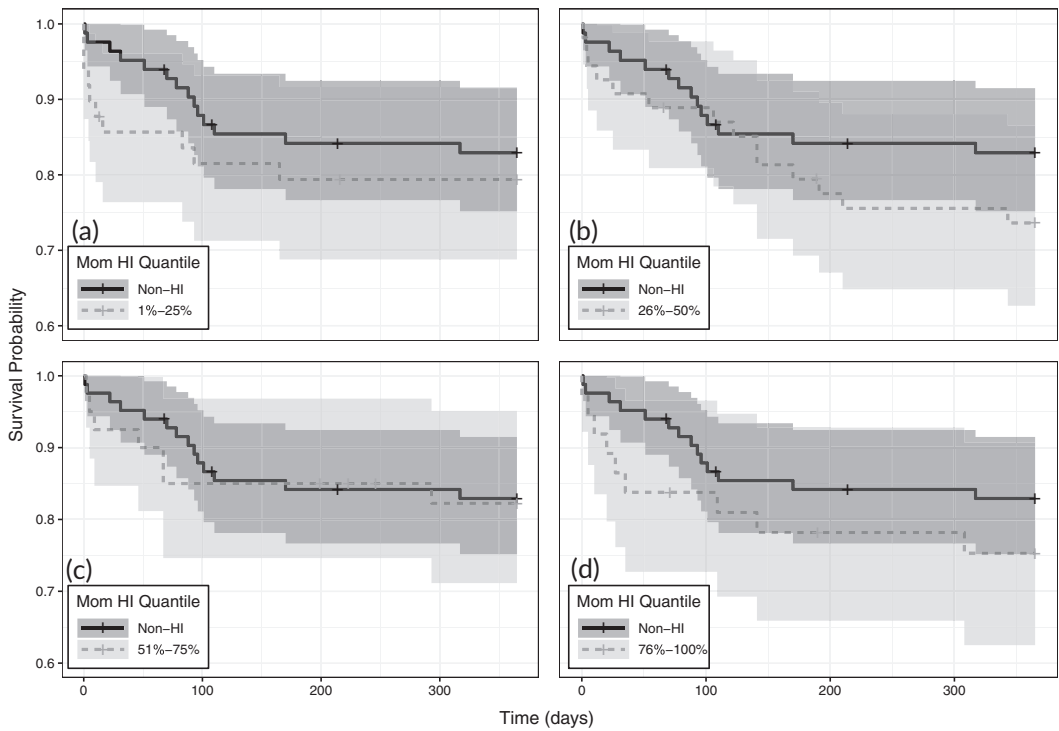 1.0
0.9
0.8
0.7
0.6
(a)
Mom HI Quantile
Non−HI
1%−25%
(b)
Mom HI Quantile
Non−HI
26%−50%
Survival Probability
1.0
0.9
0.8
0.7
0.6
(c)
Mom HI Quantile
Non−HI
51%−75%
(d)
Mom HI Quantile
Non−HI
76%−100%
0 100 200 300
0 100 200 300
Time (days)